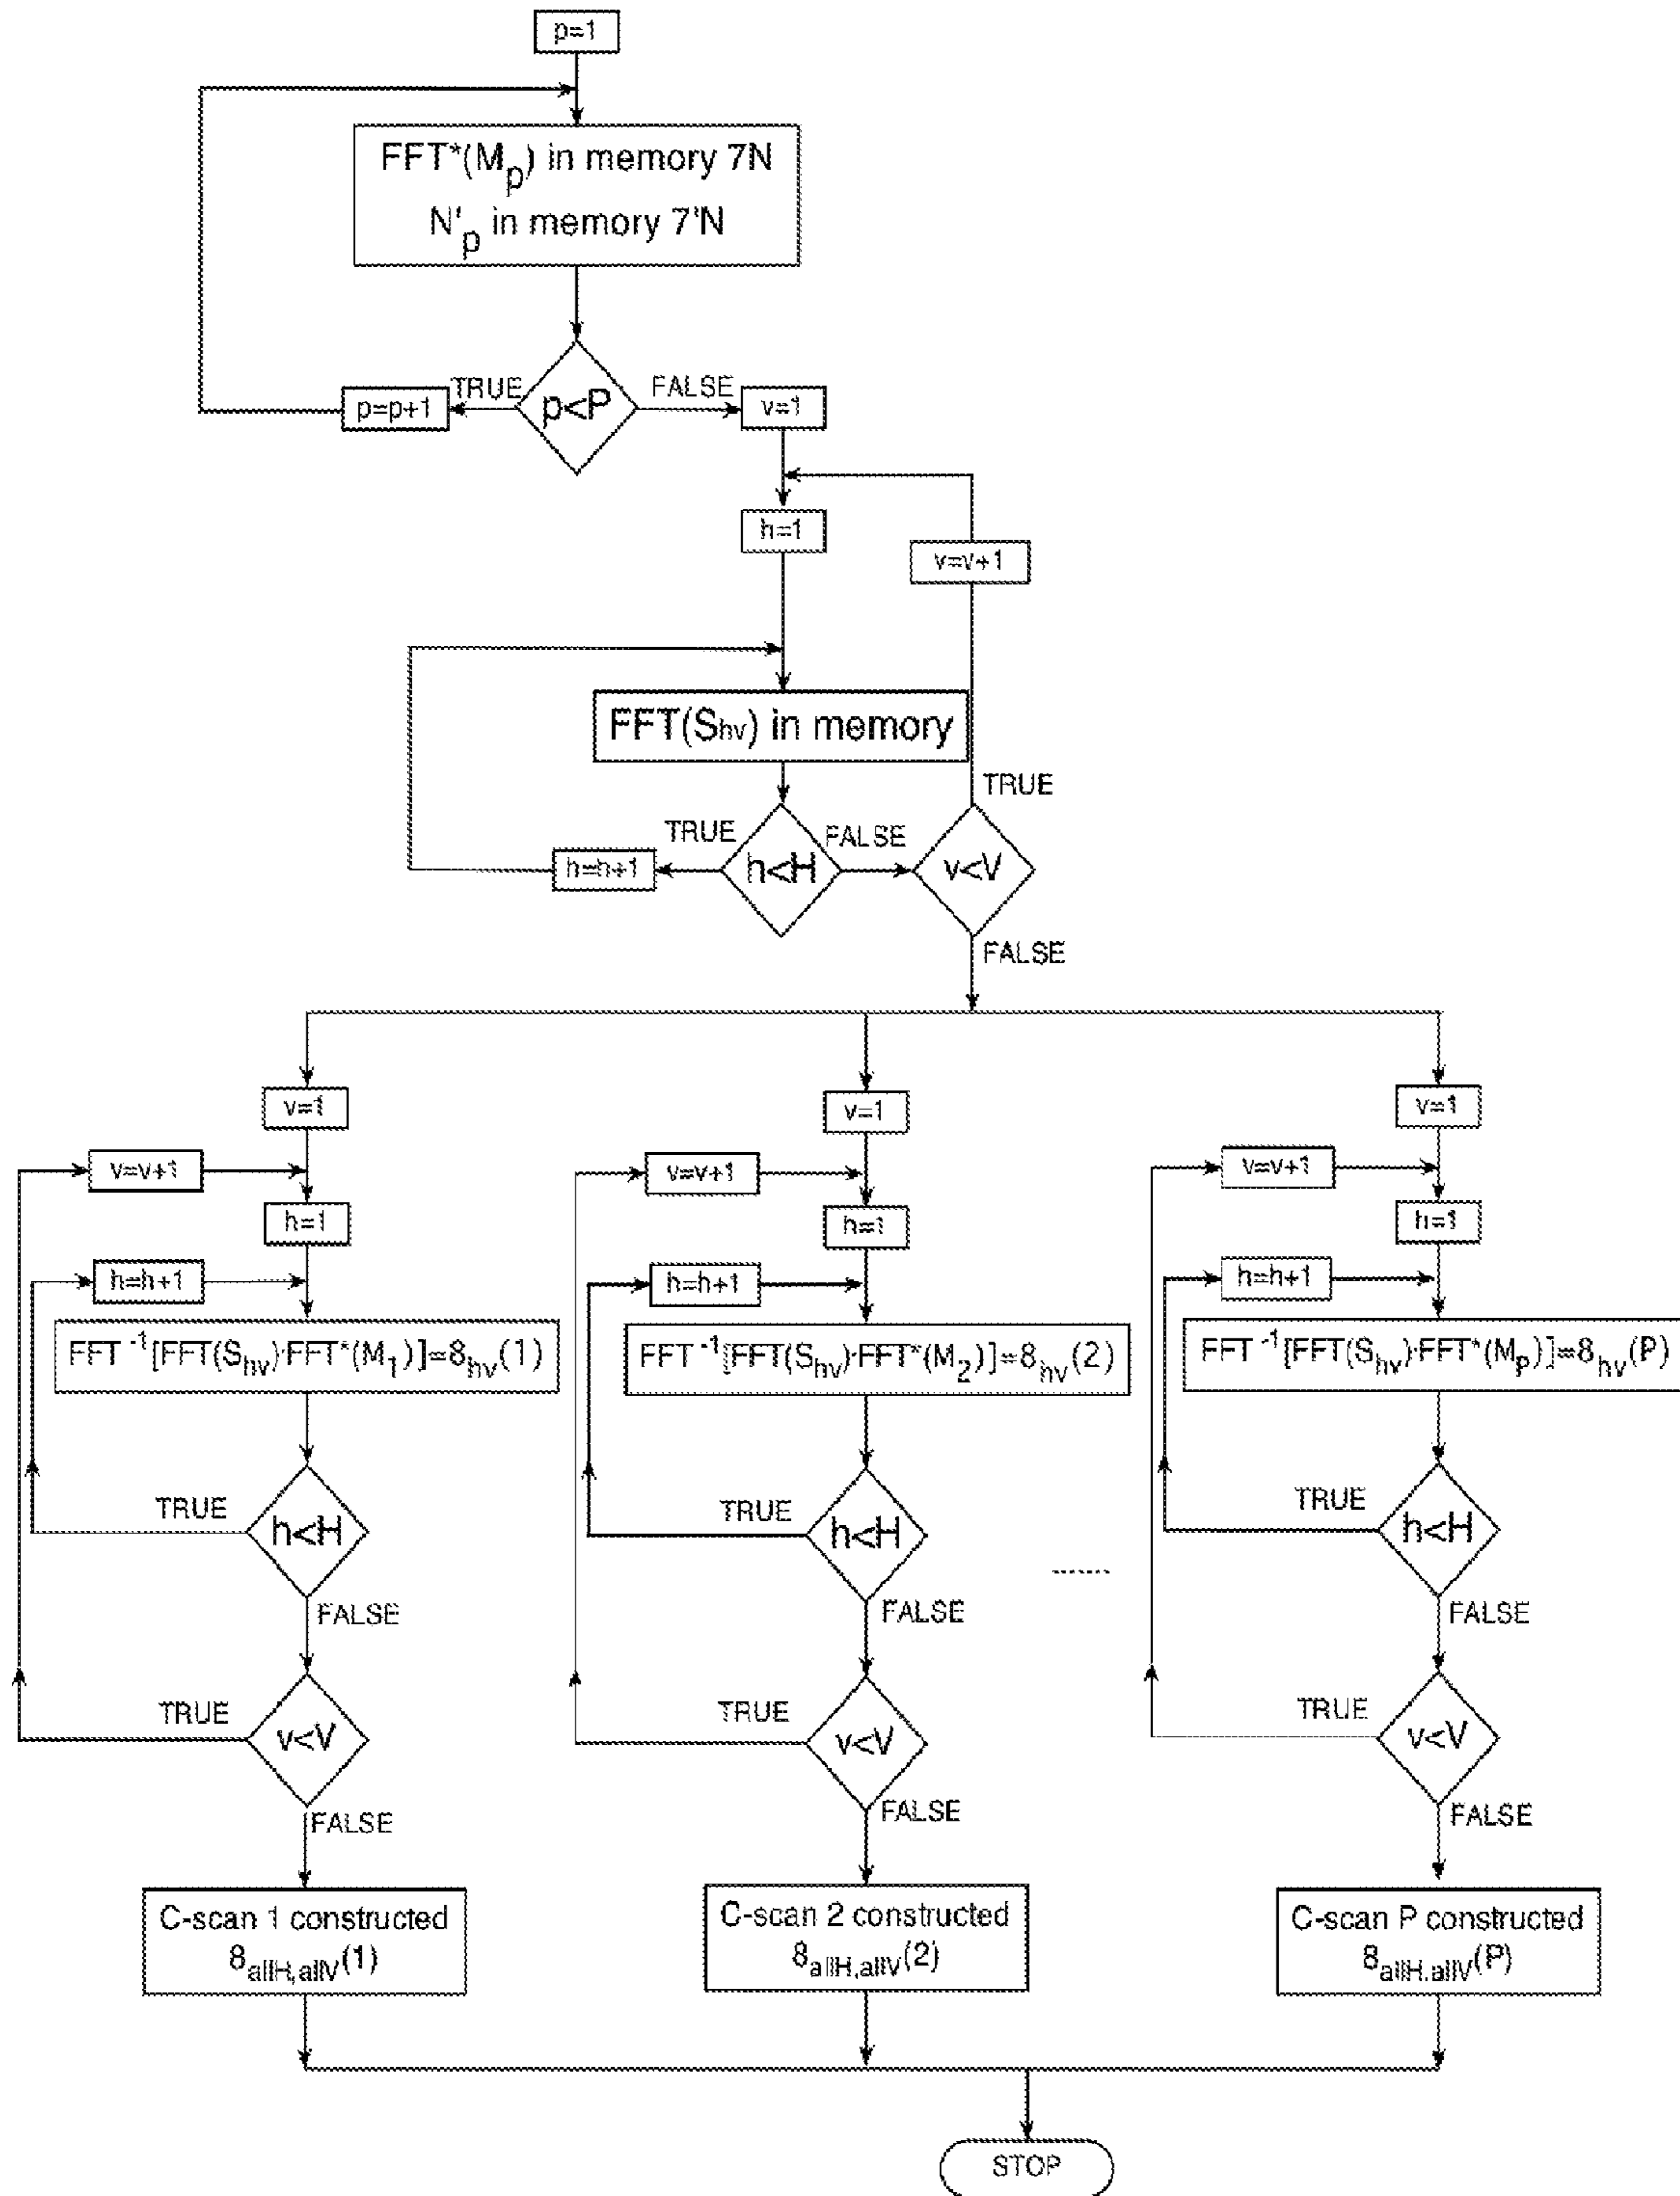 p=1
FFT*(Mp) in memory 7N
N'p in memory 7'N
TRUE
FALSE
p=p+1
p<P
v=1
h=1
v=v+1
FFT(Shv) in memory
TRUE
TRUE
FALSE
h=h+1
h<H
v<V
FALSE
v=1
v=1
v=1
v=v+1
v=v+1
v=v+1
h=1
h=1
h=1
h=h+1
h=h+1
h=h+1
FFT⁻¹[FFT(Shv)·FFT*(M1)]=8hv(1)
FFT⁻¹[FFT(Shv)·FFT*(M2)]=8hv(2)
FFT⁻¹[FFT(Shv)·FFT*(MP)]=8hv(P)
TRUE
TRUE
TRUE
h<H
h<H
h<H
......
FALSE
FALSE
FALSE
TRUE
TRUE
TRUE
v<V
v<V
v<V
FALSE
FALSE
FALSE
C-scan 1 constructed
8allH,allV(1)
C-scan 2 constructed
8allH,allV(2)
C-scan P constructed
8allH,allV(P)
STOP